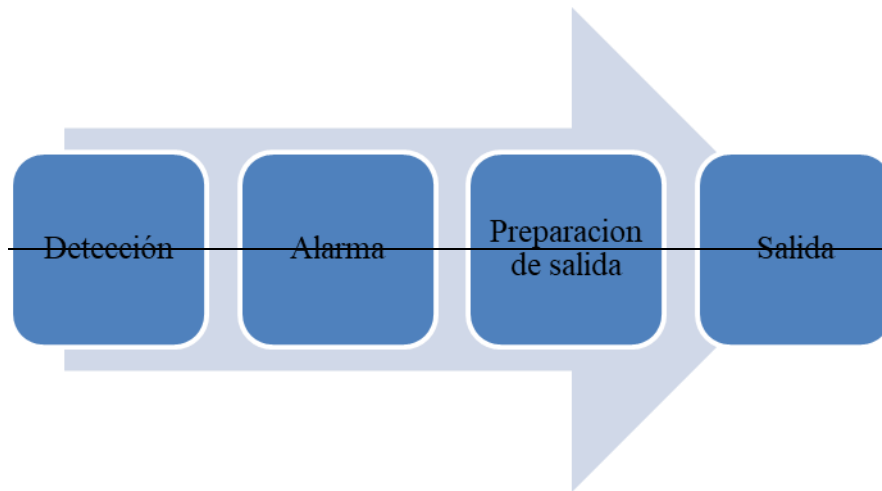 Detección
Alarma
Preparacion
de salida
Salida